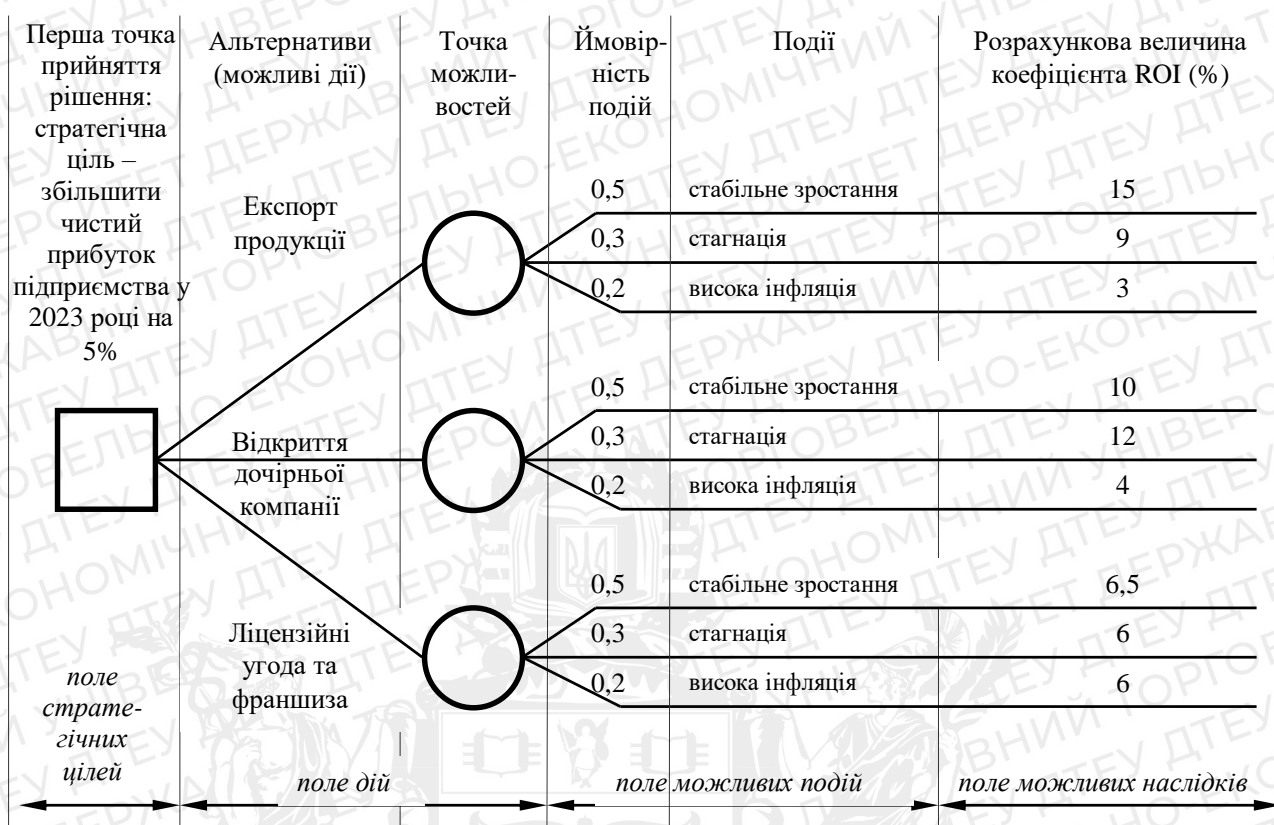 Перша точка
прийняття
рішення:
стратегічна
ціль –
збільшити
чистий
прибуток
підприємства у
2023 році на
5%
Альтернативи
(можливі дії)
Точка
можли-
востей
Ймовір-
ність
подій
Події
Розрахункова величина
коефіцієнта ROI (%)
Експорт
продукції
0,5 стабільне зростання 15
0,3 стагнація 9
0,2 висока інфляція 3
Відкриття
дочірньої
компанії
0,5 стабільне зростання 10
0,3 стагнація 12
0,2 висока інфляція 4
Ліцензійні
угода та
франшиза
0,5 стабільне зростання 6,5
0,3 стагнація 6
0,2 висока інфляція 6
поле
страте-
гічних
цілей
поле дій
поле можливих подій
поле можливих наслідків